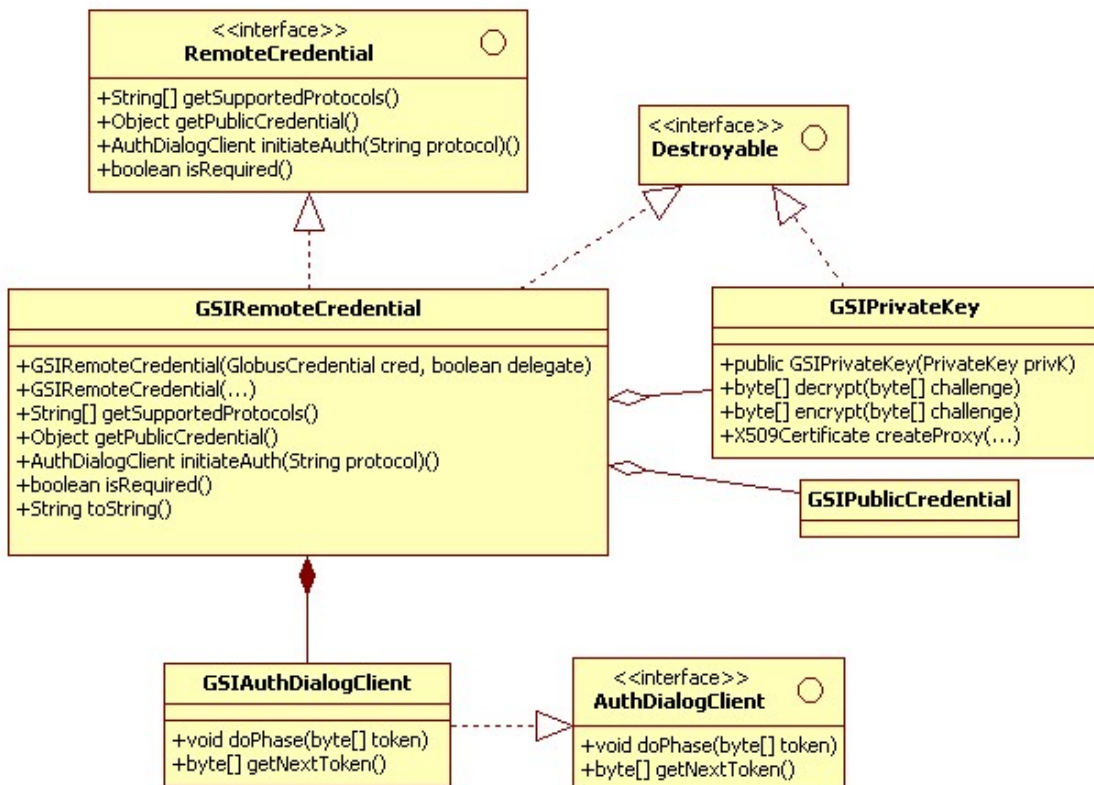 <<interface>>
RemoteCredential
+String[] getSupportedProtocols()
+Object getPublicCredential()
+AuthDialogClient initiateAuth(String protocol)()
+boolean isRequired()
<<interface>>
Destroyable
GSIRemoteCredential
+GSIRemoteCredential(GlobusCredential cred, boolean delegate)
+GSIRemoteCredential(...)
+String[] getSupportedProtocols()
+Object getPublicCredential()
+AuthDialogClient initiateAuth(String protocol)()
+boolean isRequired()
+String toString()
GSIPrivateKey
+public GSIPrivateKey(PrivateKey privK)
+byte[] decrypt(byte[] challenge)
+byte[] encrypt(byte[] challenge)
+X509Certificate createProxy(...)
GSIPublicCredential
GSIAuthDialogClient
+void doPhase(byte[] token)
+byte[] getNextToken()
<<interface>>
AuthDialogClient
+void doPhase(byte[] token)
+byte[] getNextToken()